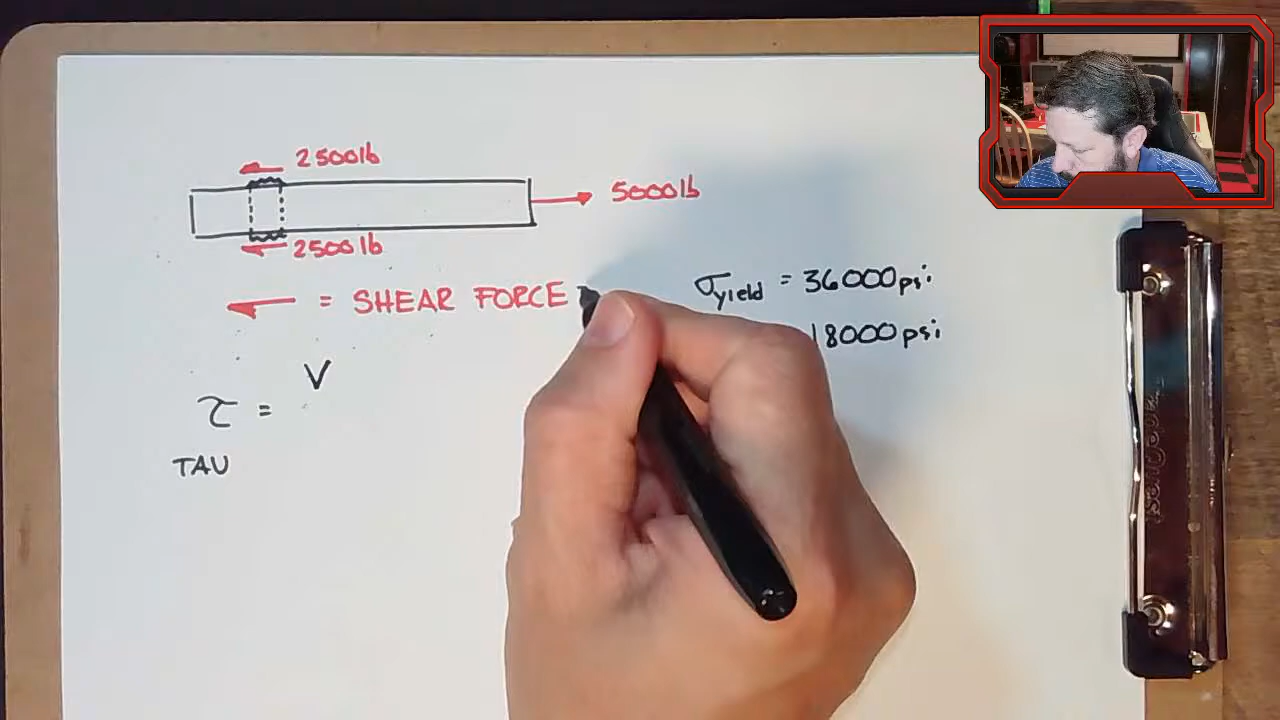 2500lb
5000lb
2500lb
= SHEAR FORCE
σyield = 36000psi
18000psi
V
τ =
TAU